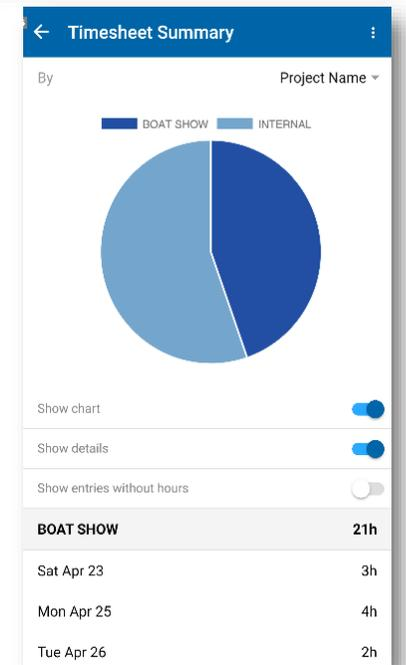 Timesheet Summary
By Project Name
BOAT SHOW INTERNAL
Show chart
Show details
Show entries without hours
BOAT SHOW 21h
Sat Apr 23 3h
Mon Apr 25 4h
Tue Apr 26 2h